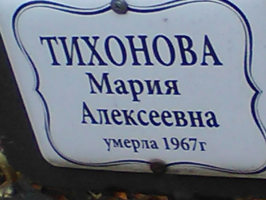 ТИХОНОВА
Мария
Алексеевна
умерла 1967г